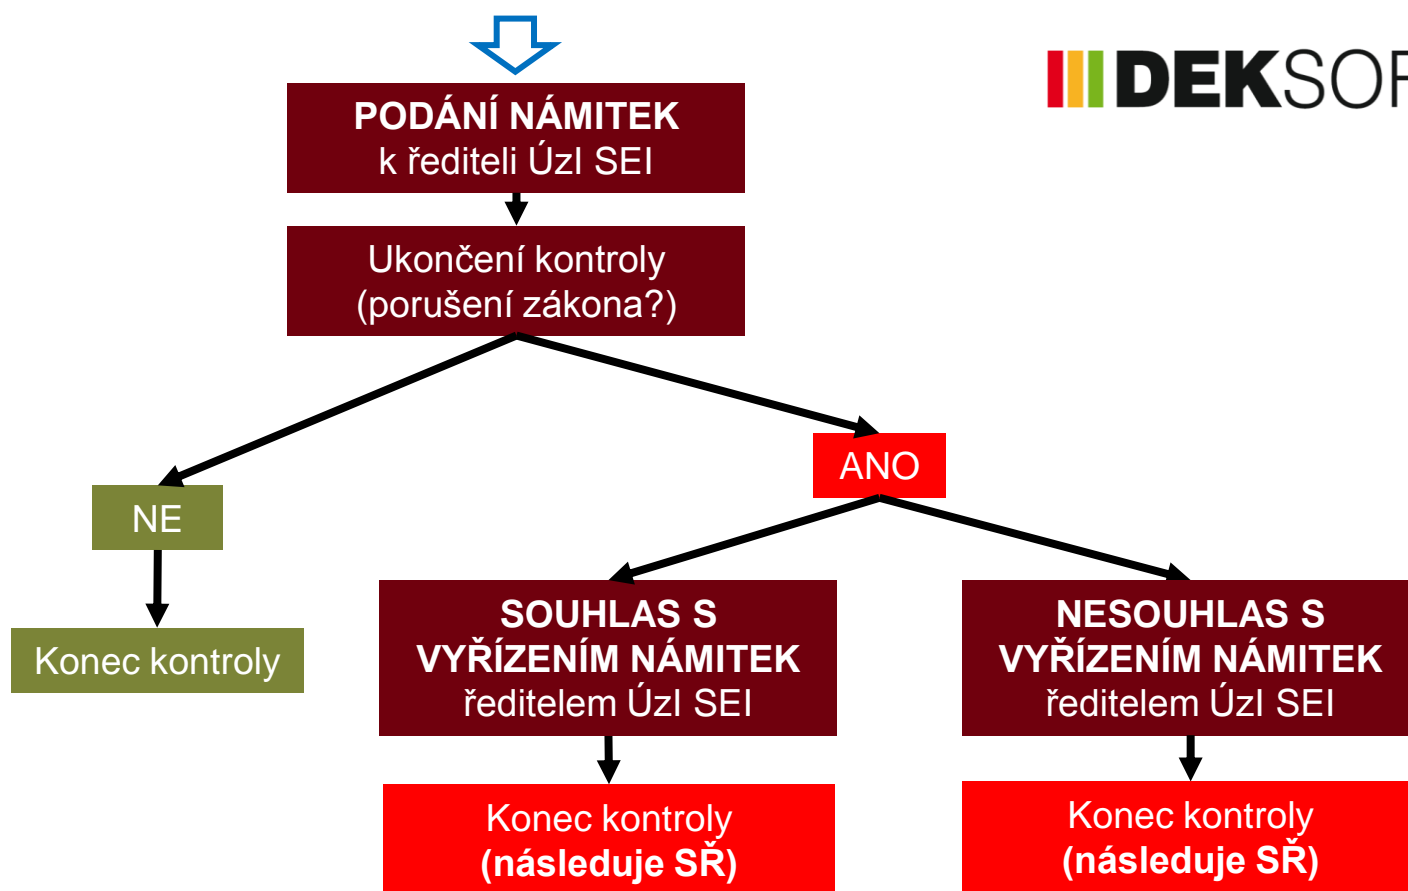 DEKSOF
PODÁNÍ NÁMITEK
k řediteli ÚzI SEI
Ukončení kontroly
(porušení zákona?)
ANO
NE
Konec kontroly
SOUHLAS S
VYŘÍZENÍM NÁMITEK
ředitelem ÚzI SEI
NESOUHLAS S
VYŘÍZENÍM NÁMITEK
ředitelem ÚzI SEI
Konec kontroly
(následuje SŘ)
Konec kontroly
(následuje SŘ)